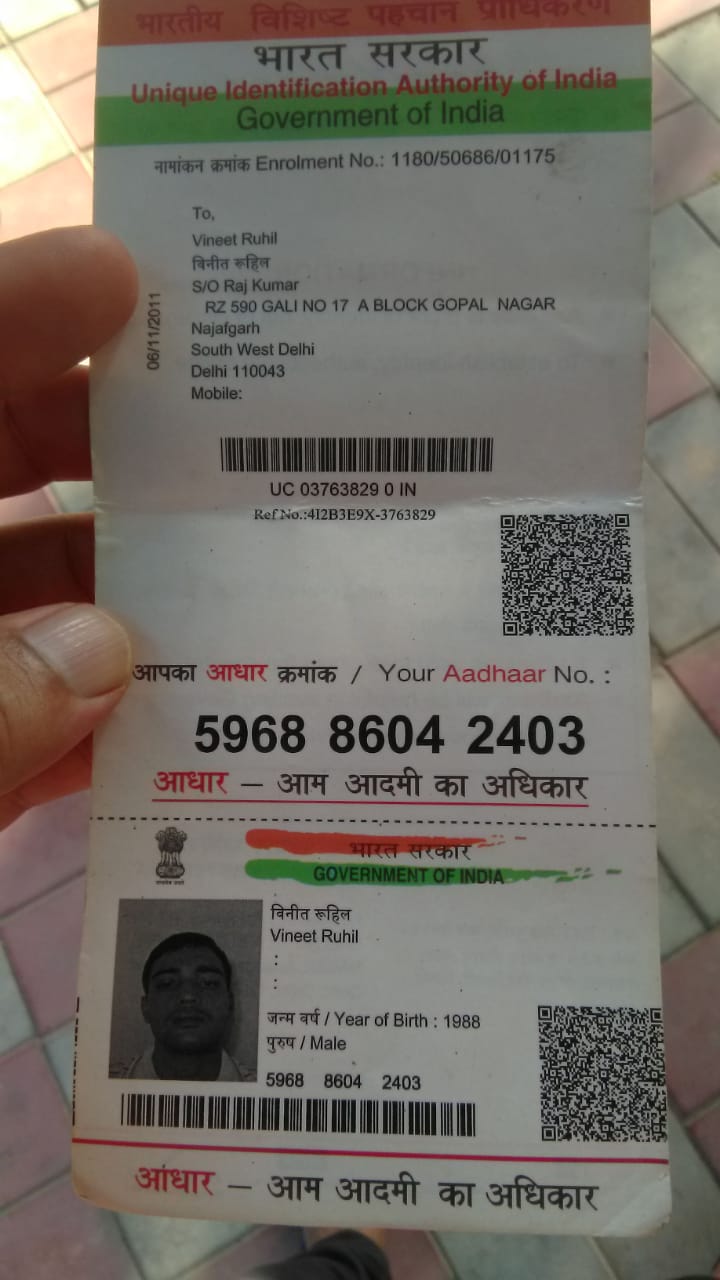 भारतीय विशिष्ट पहचान प्राधिकरण
भारत सरकार
Unique Identification Authority of India
Government of India
नामांकन क्रमांक Enrolment No.: 1180/50686/01175
To,
Vineet Ruhil
विनीत रूहिल
S/O Raj Kumar
RZ 590 GALI NO 17 A BLOCK GOPAL NAGAR
Najafgarh
South West Delhi
Delhi 110043
Mobile:
06/11/2011
UC 03763829 0 IN
Ref No.:4I2B3E9X-3763829
आपका आधार क्रमांक / Your Aadhaar No. :
5968 8604 2403
आधार – आम आदमी का अधिकार
भारत सरकार
GOVERNMENT OF INDIA
विनीत रूहिल
Vineet Ruhil
:
:
जन्म वर्ष / Year of Birth : 1988
पुरुष / Male
5968 8604 2403
आधार – आम आदमी का अधिकार